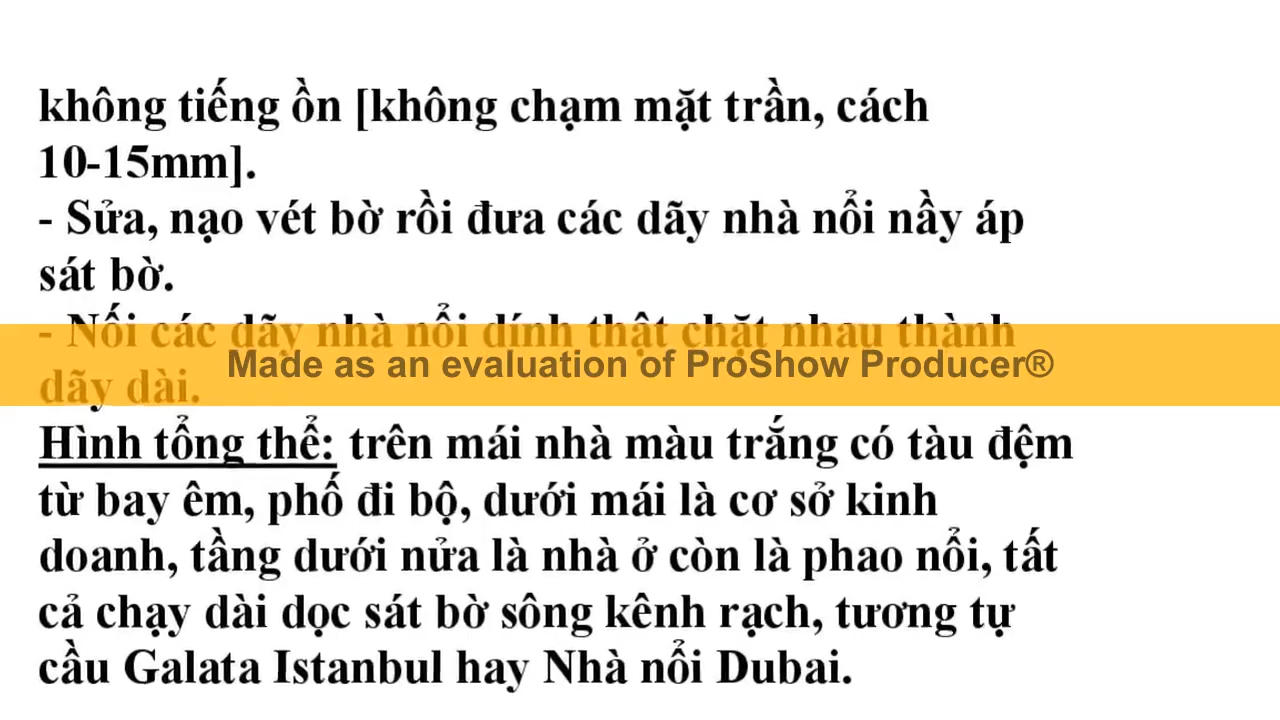 không tiếng ồn [không chạm mặt trần, cách
10-15mm].
- Sửa, nạo vét bờ rồi đưa các dãy nhà nổi nầy áp
sát bờ.
- Nối các dãy nhà nổi dính thật chặt nhau thành
Made as an evaluation of ProShow Producer®
dãy dài.
Hình tổng thể: trên mái nhà màu trắng có tàu đệm
từ bay êm, phố đi bộ, dưới mái là cơ sở kinh
doanh, tầng dưới nửa là nhà ở còn là phao nổi, tất
cả chạy dài dọc sát bờ sông kênh rạch, tương tự
cầu Galata Istanbul hay Nhà nổi Dubai.